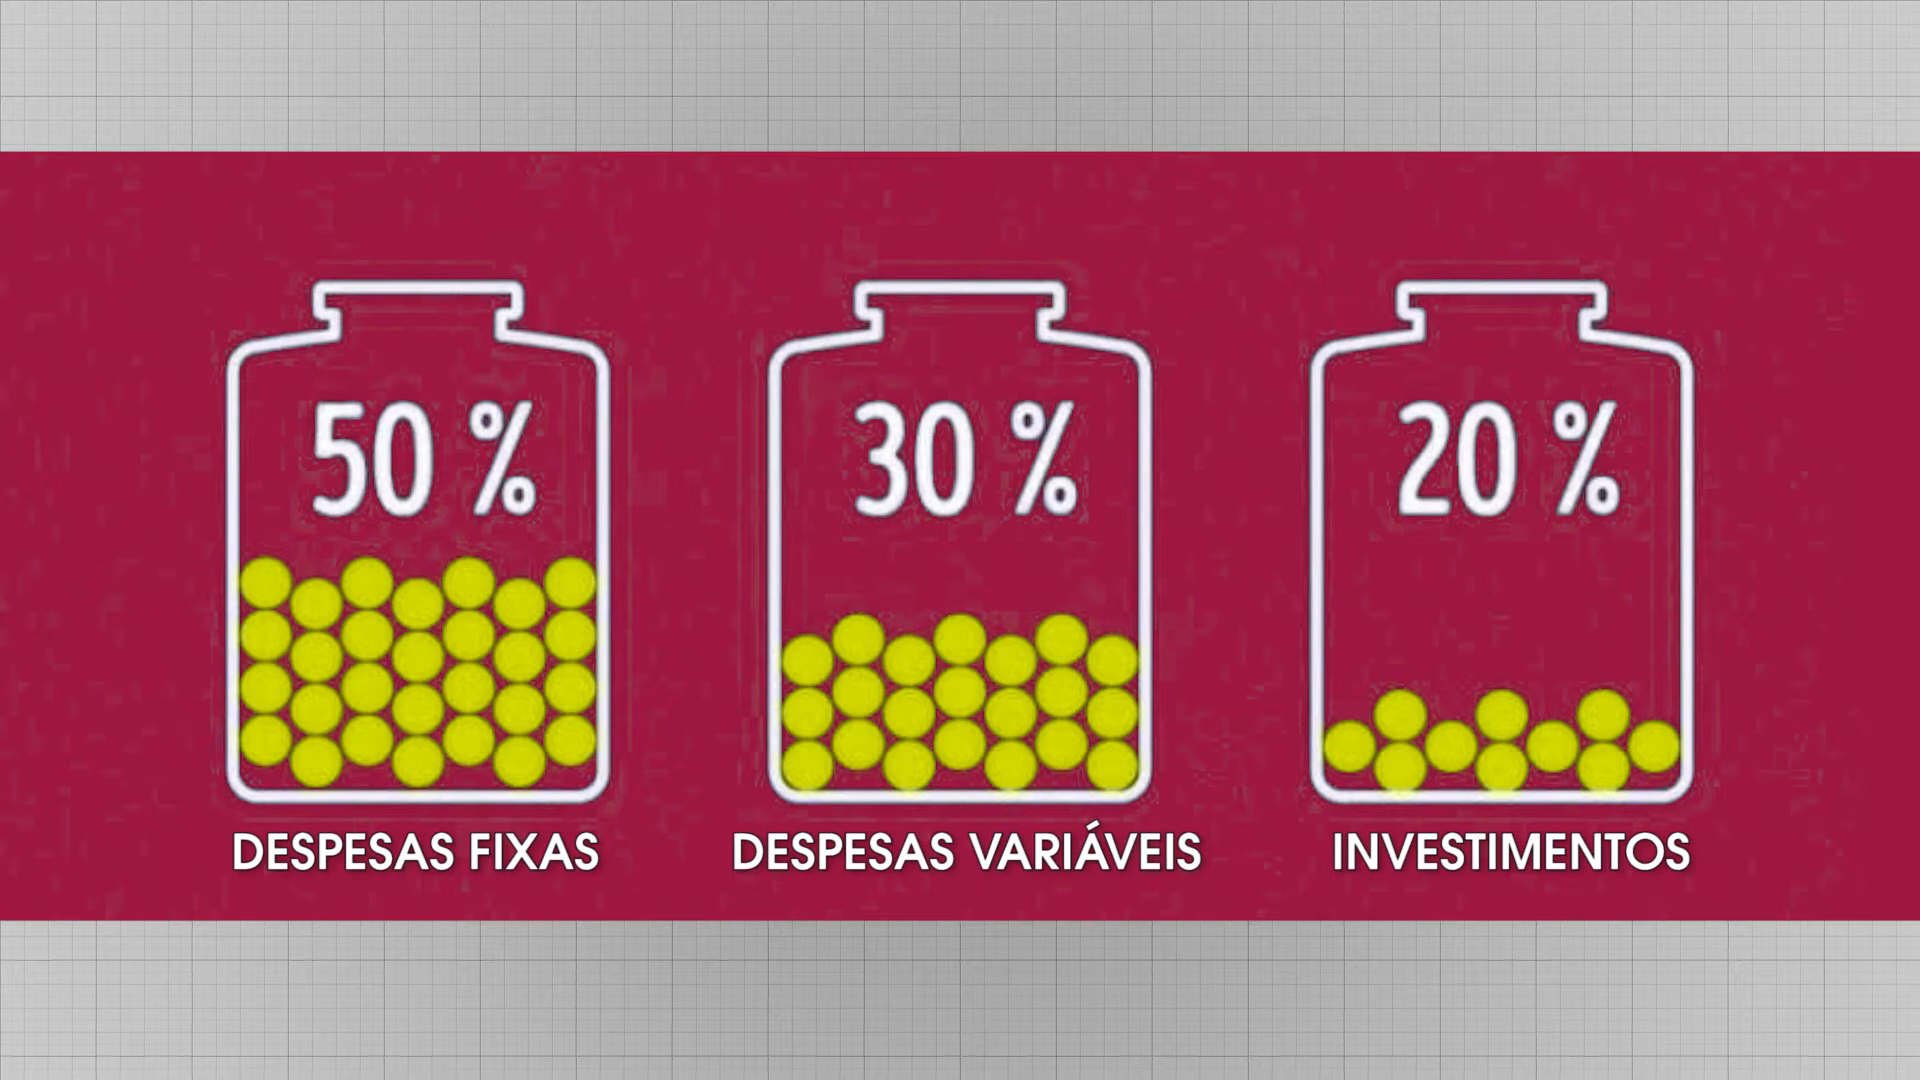 50 %
30 %
20 %
DESPESAS FIXAS
DESPESAS VARIÁVEIS
INVESTIMENTOS